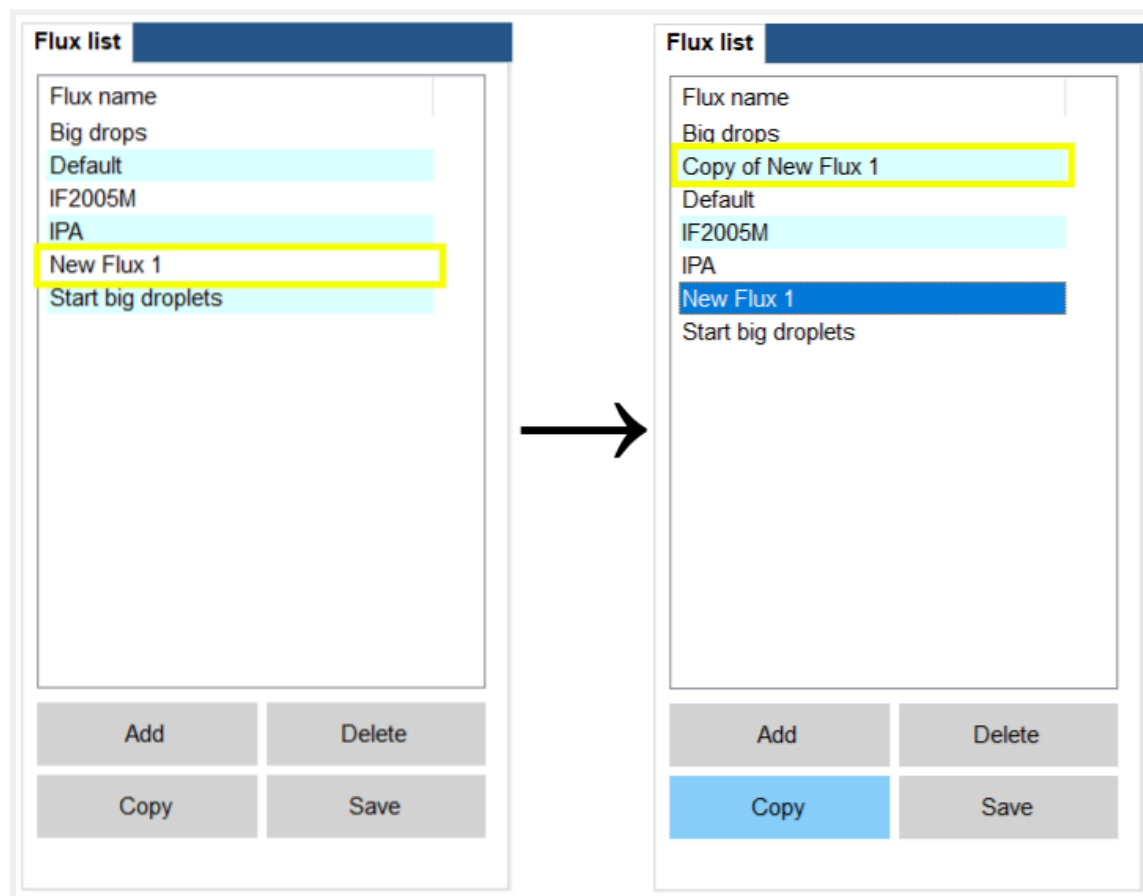 Flux list
Flux name
Big drops
Default
IF2005M
IPA
New Flux 1
Start big droplets
Add
Delete
Copy
Save
Flux list
Flux name
Big drops
Copy of New Flux 1
Default
IF2005M
IPA
New Flux 1
Start big droplets
Add
Delete
Copy
Save